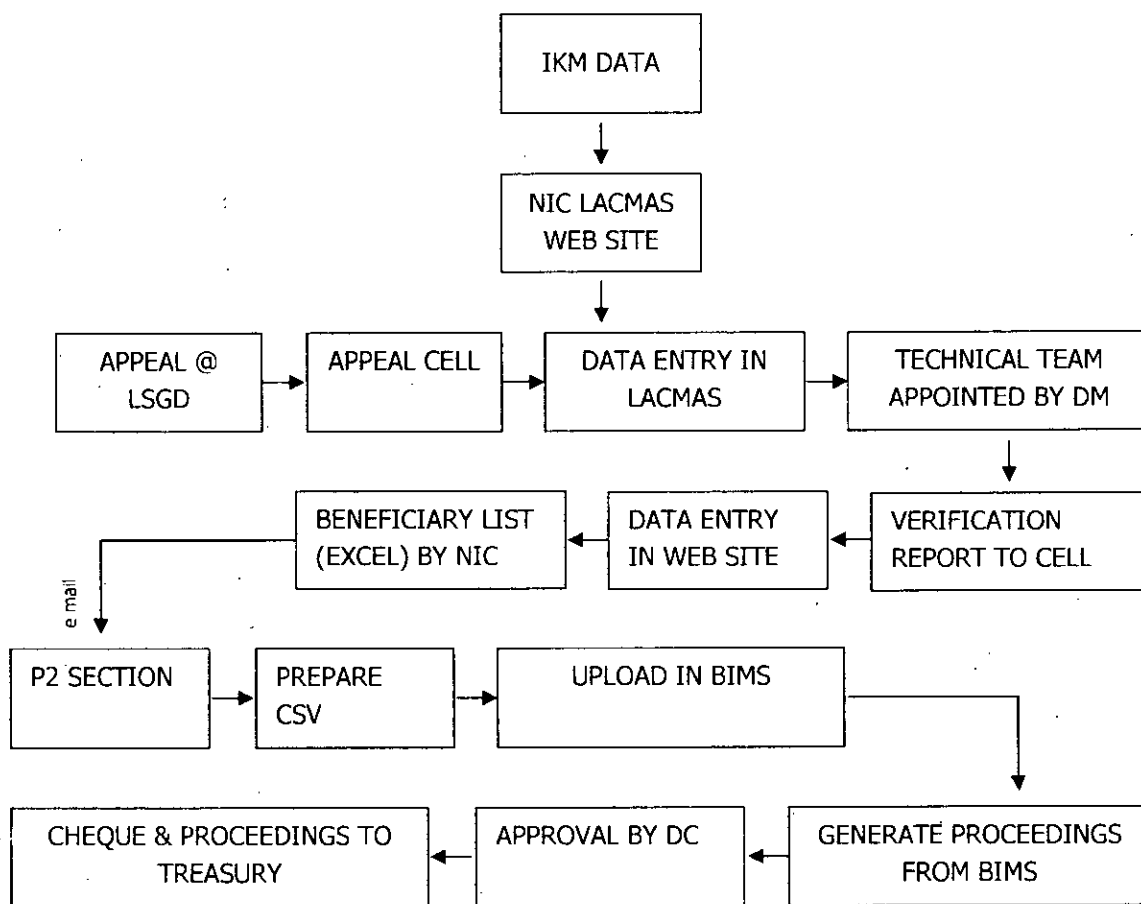 IKM DATA
NIC LACMAS
WEB SITE
APPEAL @
LSGD
APPEAL CELL
DATA ENTRY IN
LACMAS
TECHNICAL TEAM
APPOINTED BY DM
BENEFICIARY LIST
(EXCEL) BY NIC
DATA ENTRY
IN WEB SITE
VERIFICATION
REPORT TO CELL
e mail
P2 SECTION
PREPARE
CSV
UPLOAD IN BIMS
CHEQUE & PROCEEDINGS TO
TREASURY
APPROVAL BY DC
GENERATE PROCEEDINGS
FROM BIMS